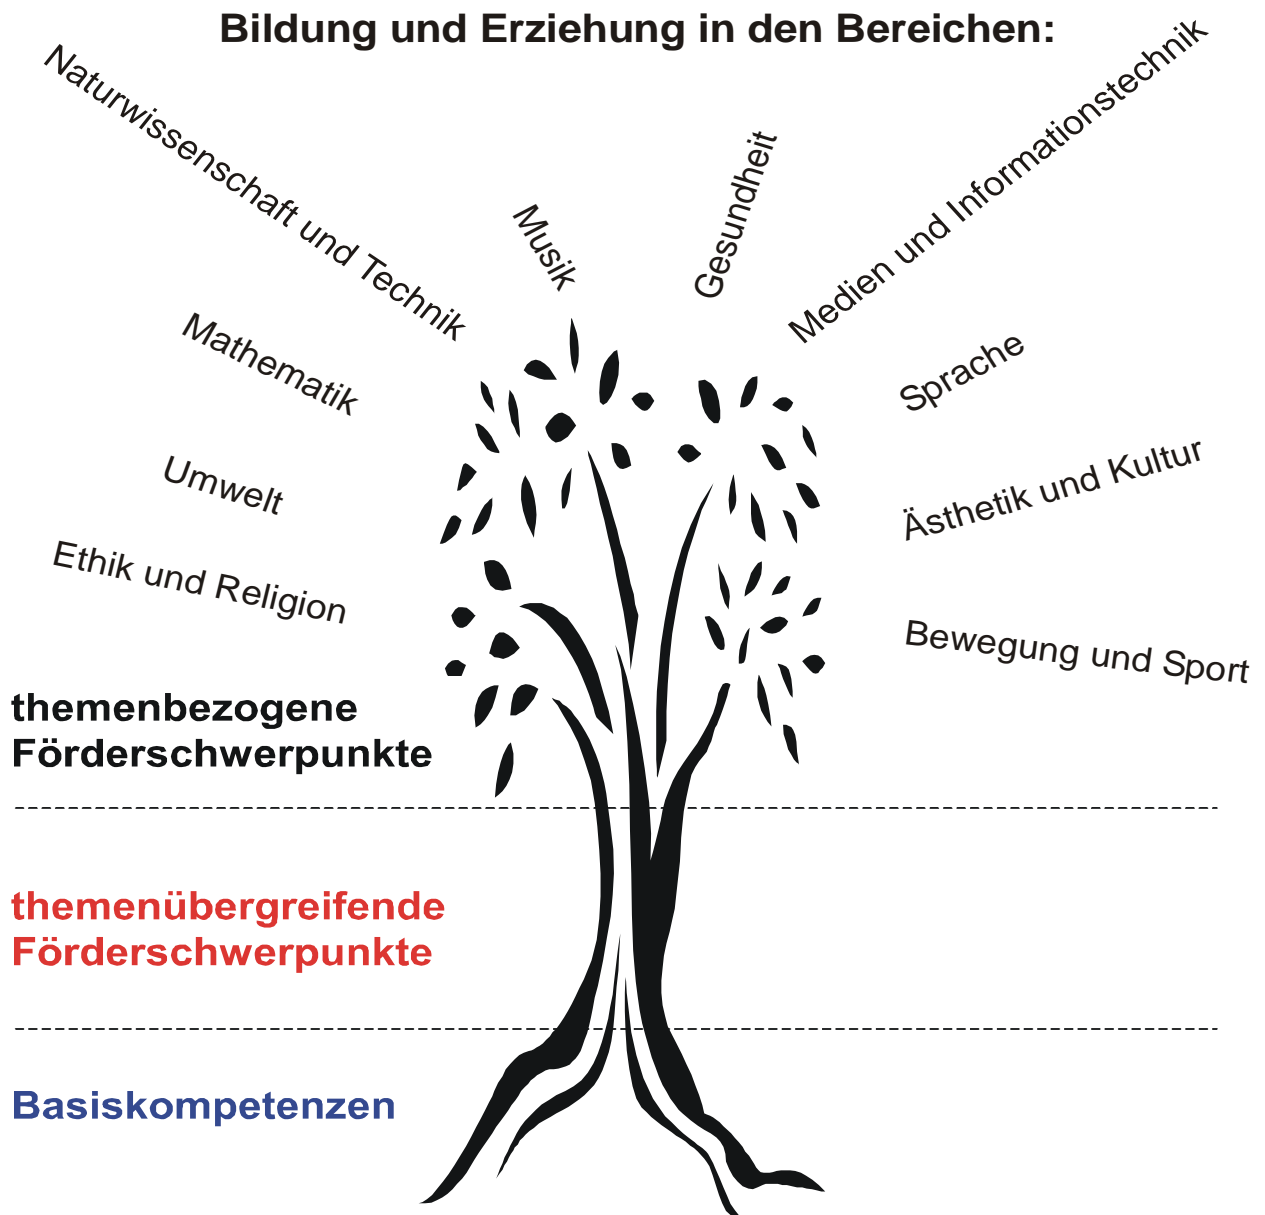 Bildung und Erziehung in den Bereichen:
Naturwissenschaft und Technik
Musik
Gesundheit
Medien und Informationstechnik
Mathematik
Sprache
Umwelt
Ästhetik und Kultur
Ethik und Religion
Bewegung und Sport
themenbezogene
Förderschwerpunkte
themenübergreifende
Förderschwerpunkte
Basiskompetenzen